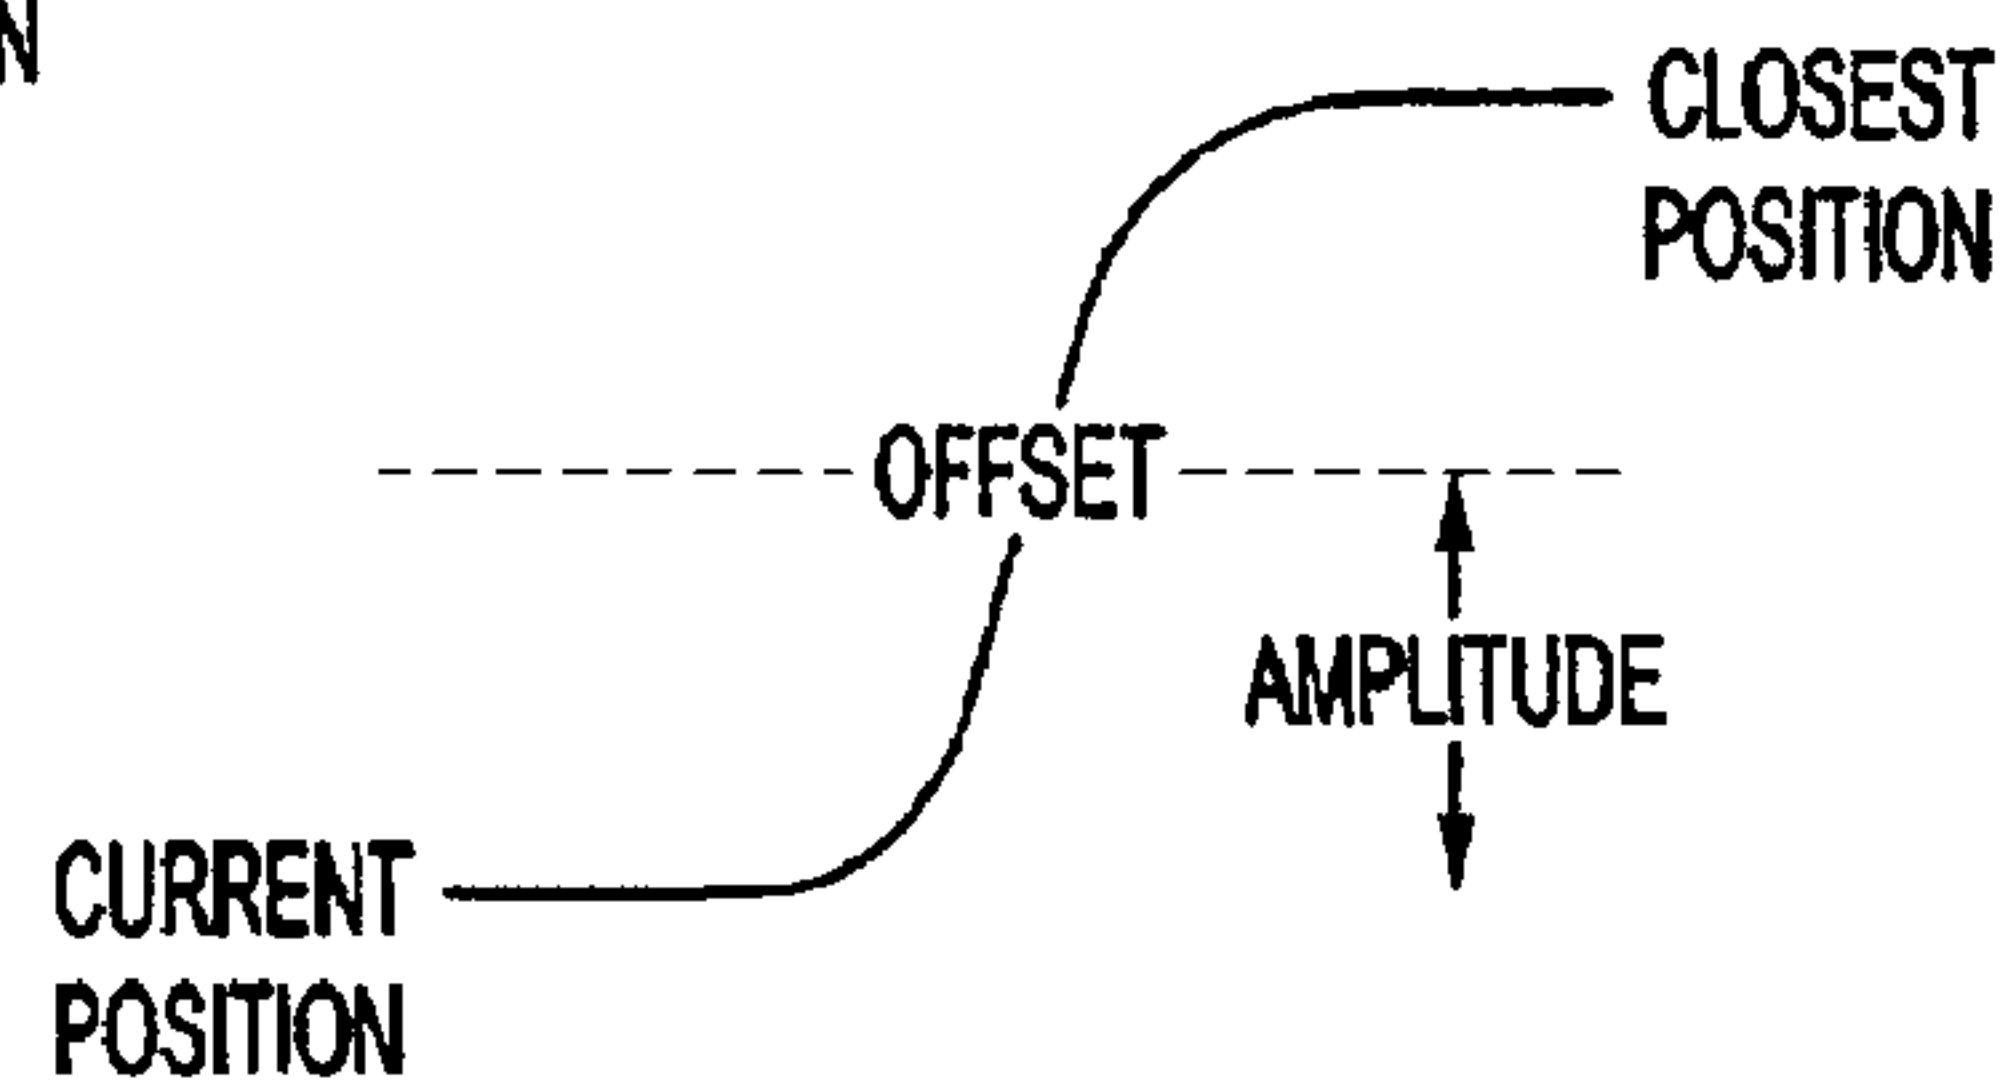 N
CLOSEST
POSITION
OFFSET
AMPLITUDE
CURRENT
POSITION